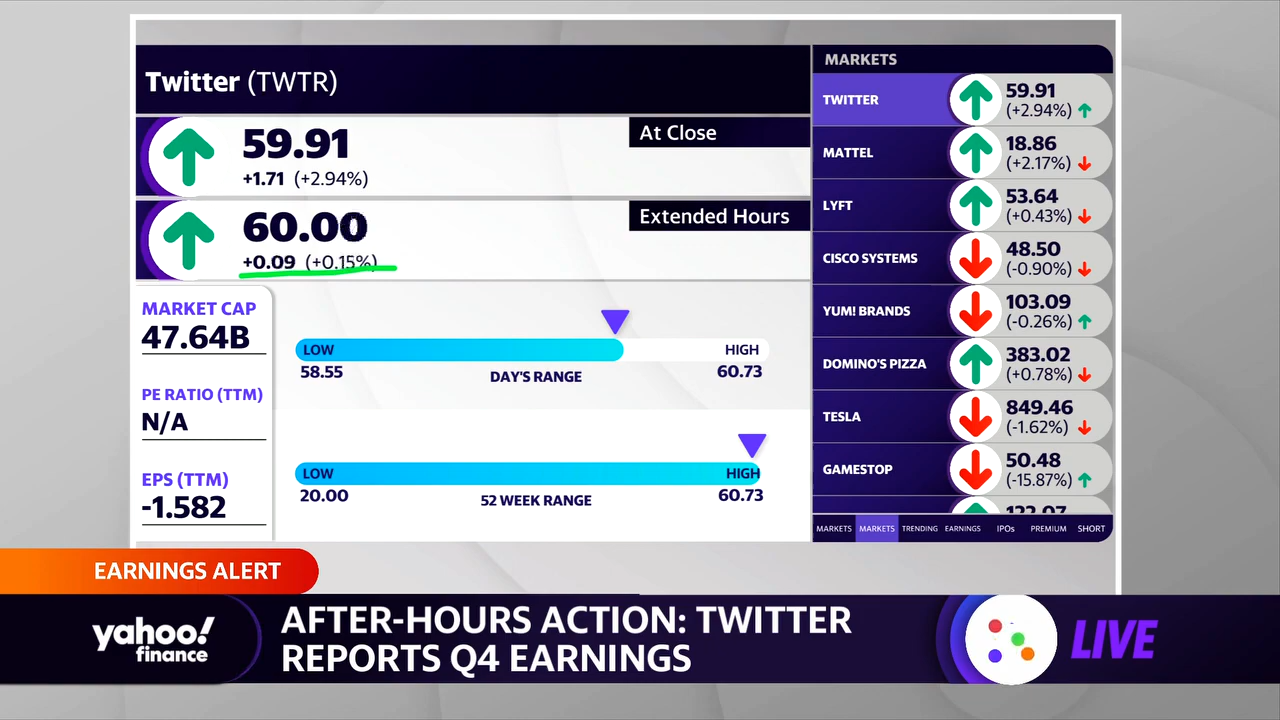 Twitter (TWTR)
59.91
At Close
+1.71 (+2.94%)
60.00
Extended Hours
+0.09 (+0.15%)
MARKET CAP
47.64B
PE RATIO (TTM)
N/A
EPS (TTM)
-1.582
LOW HIGH
58.55 DAY'S RANGE 60.73
LOW HIGH
20.00 52 WEEK RANGE 60.73
MARKETS
TWITTER 59.91
(+2.94%)
MATTEL 18.86
(+2.17%)
LYFT 53.64
(+0.43%)
CISCO SYSTEMS 48.50
(-0.90%)
YUM! BRANDS 103.09
(-0.26%)
DOMINO'S PIZZA 383.02
(+0.78%)
TESLA 849.46
(-1.62%)
GAMESTOP 50.48
(-15.87%)
MARKETS MARKETS TRENDING EARNINGS IPOs PREMIUM SHORT
EARNINGS ALERT
yahoo!
finance
AFTER-HOURS ACTION: TWITTER
REPORTS Q4 EARNINGS
LIVE